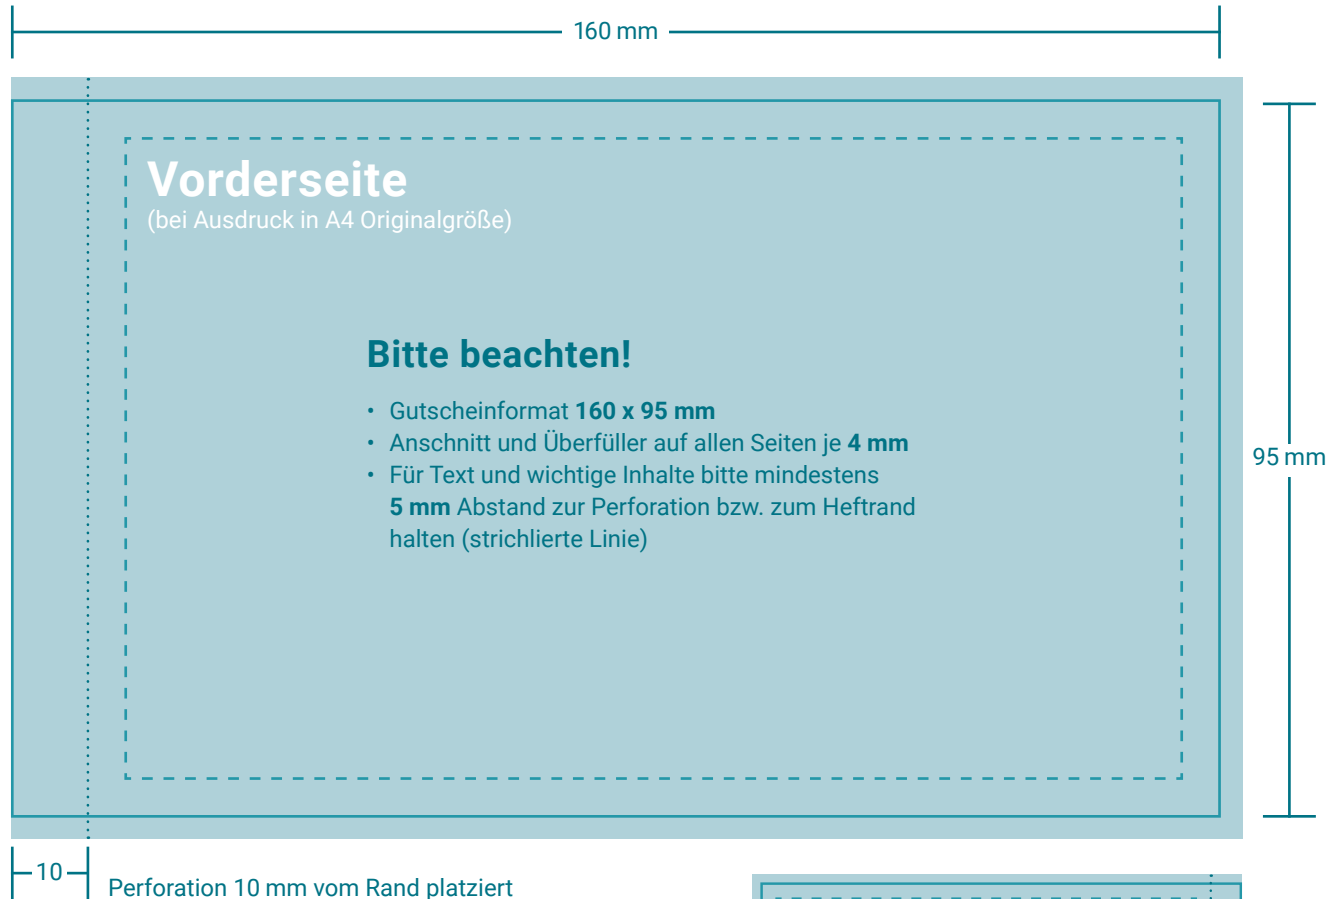 160 mm
Vorderseite
(bei Ausdruck in A4 Originalgröße)
Bitte beachten!
• Gutscheinformat 160 x 95 mm
• Anschnitt und Überfüller auf allen Seiten je 4 mm
• Für Text und wichtige Inhalte bitte mindestens
5 mm Abstand zur Perforation bzw. zum Heftrand
halten (strichlierte Linie)
95 mm
10
Perforation 10 mm vom Rand platziert